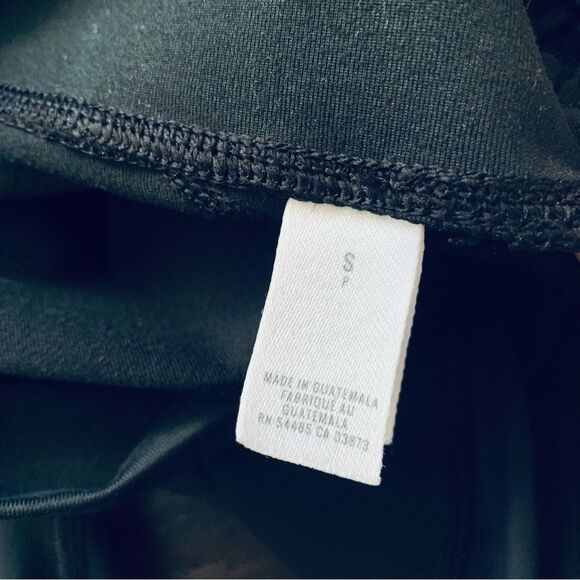 S
P
MADE IN GUATEMALA
FABRIQUE AU
GUATEMALA
RN 54485 CA 03873